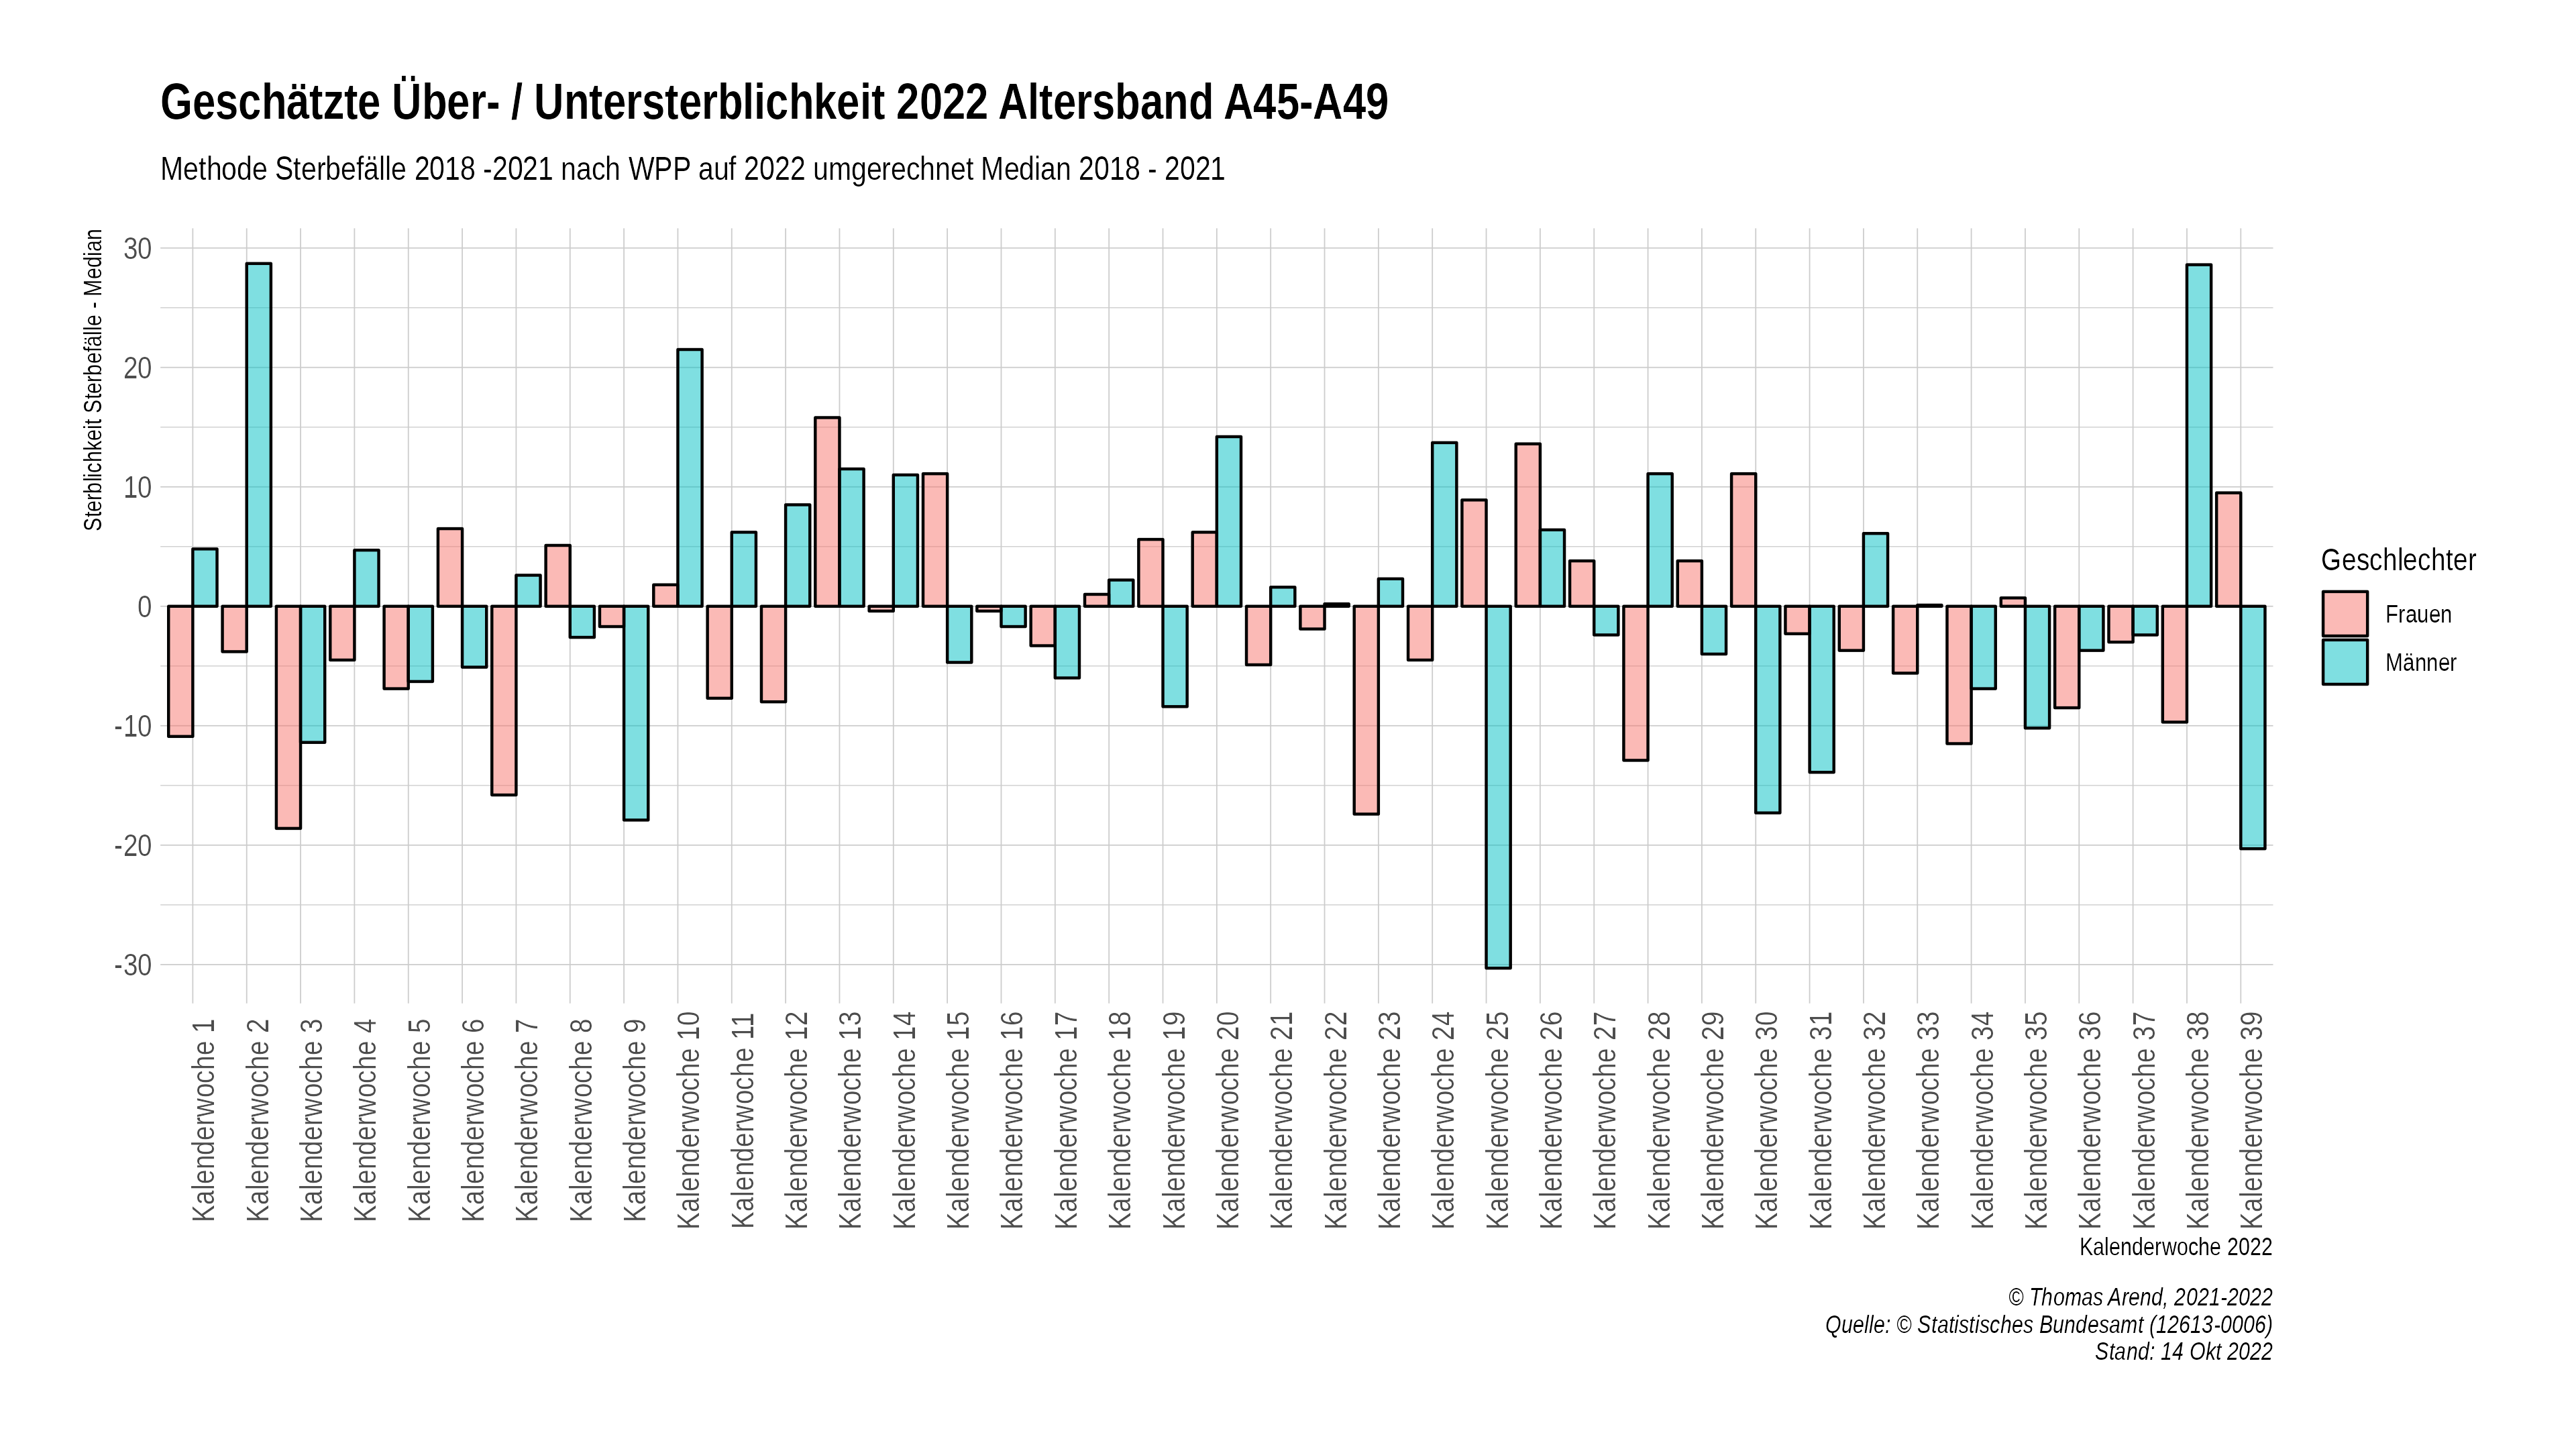 Geschätzte Über- / Untersterblichkeit 2022 Altersband A45-A49
Methode Sterbefälle 2018 -2021 nach WPP auf 2022 umgerechnet Median 2018 - 2021
Sterblichkeit Sterbefälle - Median
30
20
10
0
-10
-20
-30
Geschlechter
Frauen
Männer
Kalenderwoche 1
Kalenderwoche 2
Kalenderwoche 3
Kalenderwoche 4
Kalenderwoche 5
Kalenderwoche 6
Kalenderwoche 7
Kalenderwoche 8
Kalenderwoche 9
Kalenderwoche 10
Kalenderwoche 11
Kalenderwoche 12
Kalenderwoche 13
Kalenderwoche 14
Kalenderwoche 15
Kalenderwoche 16
Kalenderwoche 17
Kalenderwoche 18
Kalenderwoche 19
Kalenderwoche 20
Kalenderwoche 21
Kalenderwoche 22
Kalenderwoche 23
Kalenderwoche 24
Kalenderwoche 25
Kalenderwoche 26
Kalenderwoche 27
Kalenderwoche 28
Kalenderwoche 29
Kalenderwoche 30
Kalenderwoche 31
Kalenderwoche 32
Kalenderwoche 33
Kalenderwoche 34
Kalenderwoche 35
Kalenderwoche 36
Kalenderwoche 37
Kalenderwoche 38
Kalenderwoche 39
Kalenderwoche 2022
© Thomas Arend, 2021-2022
Quelle: © Statistisches Bundesamt (12613-0006)
Stand: 14 Okt 2022